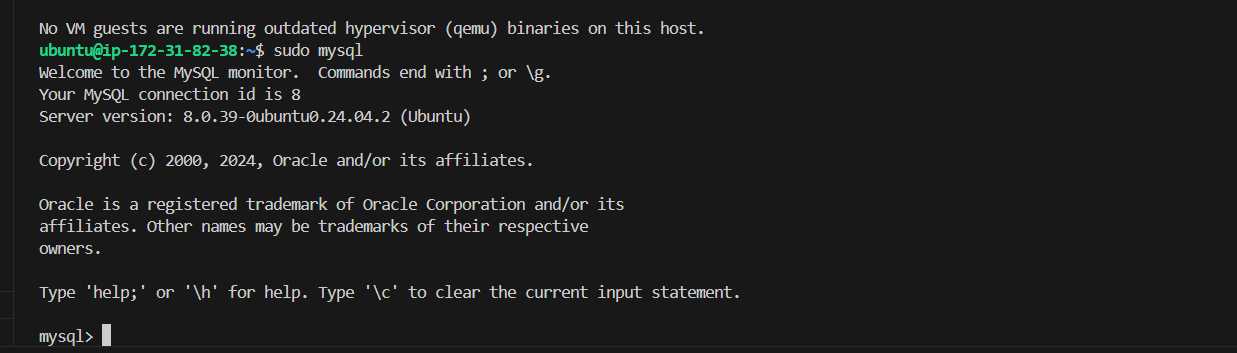 No VM guests are running outdated hypervisor (qemu) binaries on this host.
ubuntu@ip-172-31-82-38:~$ sudo mysql
Welcome to the MySQL monitor.  Commands end with ; or \g.
Your MySQL connection id is 8
Server version: 8.0.39-0ubuntu0.24.04.2 (Ubuntu)
Copyright (c) 2000, 2024, Oracle and/or its affiliates.
Oracle is a registered trademark of Oracle Corporation and/or its
affiliates. Other names may be trademarks of their respective
owners.
Type 'help;' or '\h' for help. Type '\c' to clear the current input statement.
mysql>